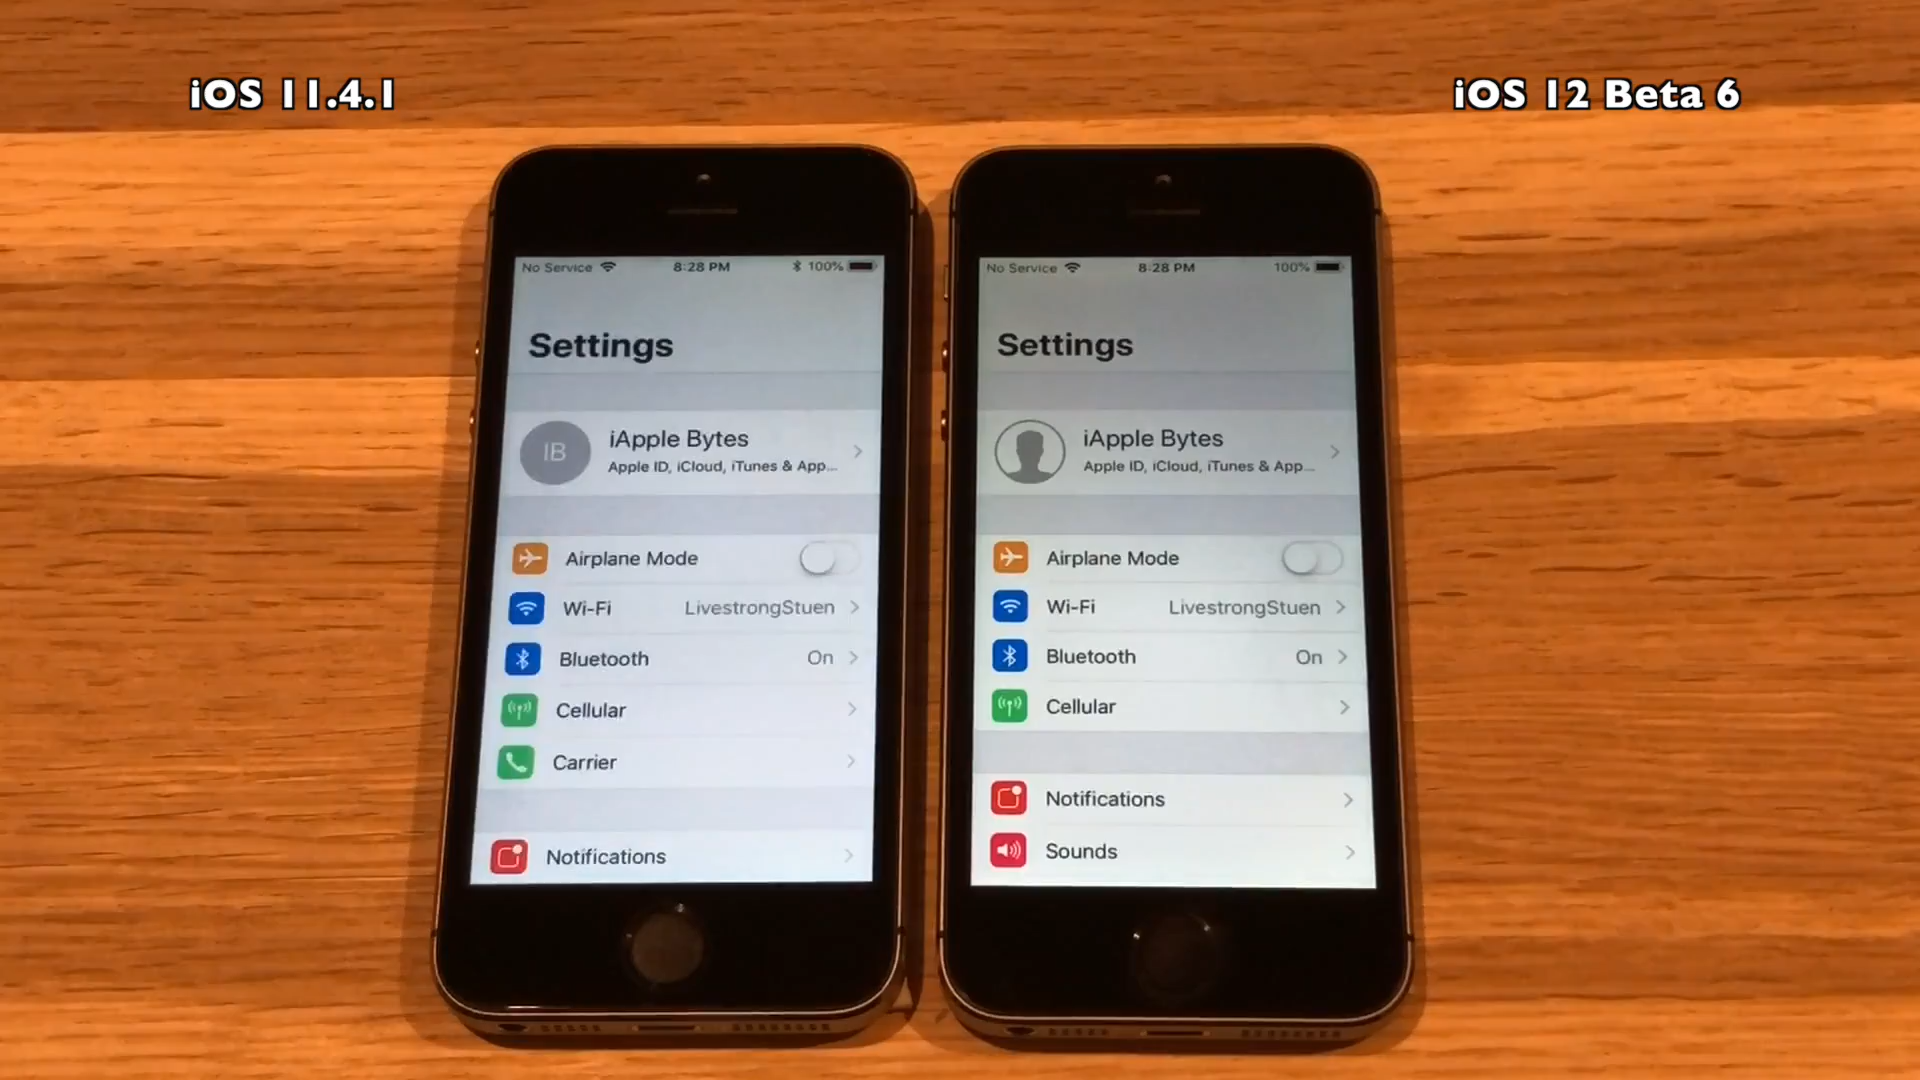 iOS 11.4.1
iOS 12 Beta 6
No Service 8:28 PM 100%
Settings
IB
iApple Bytes
Apple ID, iCloud, iTunes & App...
Airplane Mode
Wi-Fi LivestrongStuen
Bluetooth On
Cellular
Carrier
Notifications
No Service 8:28 PM 100%
Settings
iApple Bytes
Apple ID, iCloud, iTunes & App...
Airplane Mode
Wi-Fi LivestrongStuen
Bluetooth On
Cellular
Notifications
Sounds